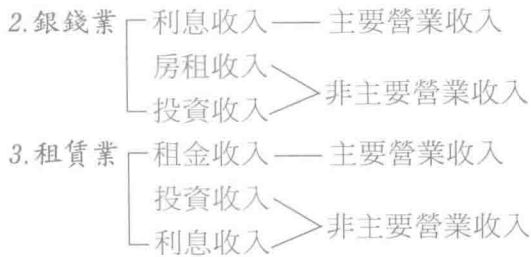 2.銀錢業 利息收入 主要營業收入
房租收入
非主要營業收入
投資收入
3.租賃業 租金收入 主要營業收入
投資收入
非主要營業收入
利息收入